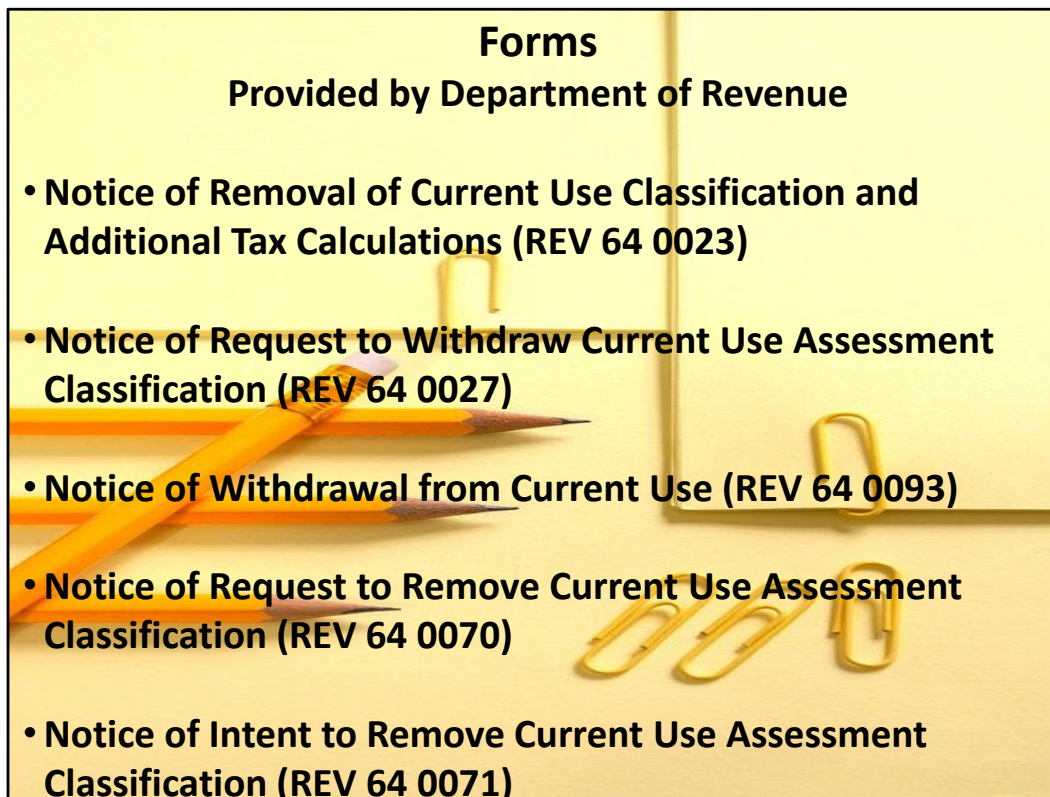 Forms
Provided by Department of Revenue
• Notice of Removal of Current Use Classification and
Additional Tax Calculations (REV 64 0023)
• Notice of Request to Withdraw Current Use Assessment
Classification (REV 64 0027)
• Notice of Withdrawal from Current Use (REV 64 0093)
• Notice of Request to Remove Current Use Assessment
Classification (REV 64 0070)
• Notice of Intent to Remove Current Use Assessment
Classification (REV 64 0071)